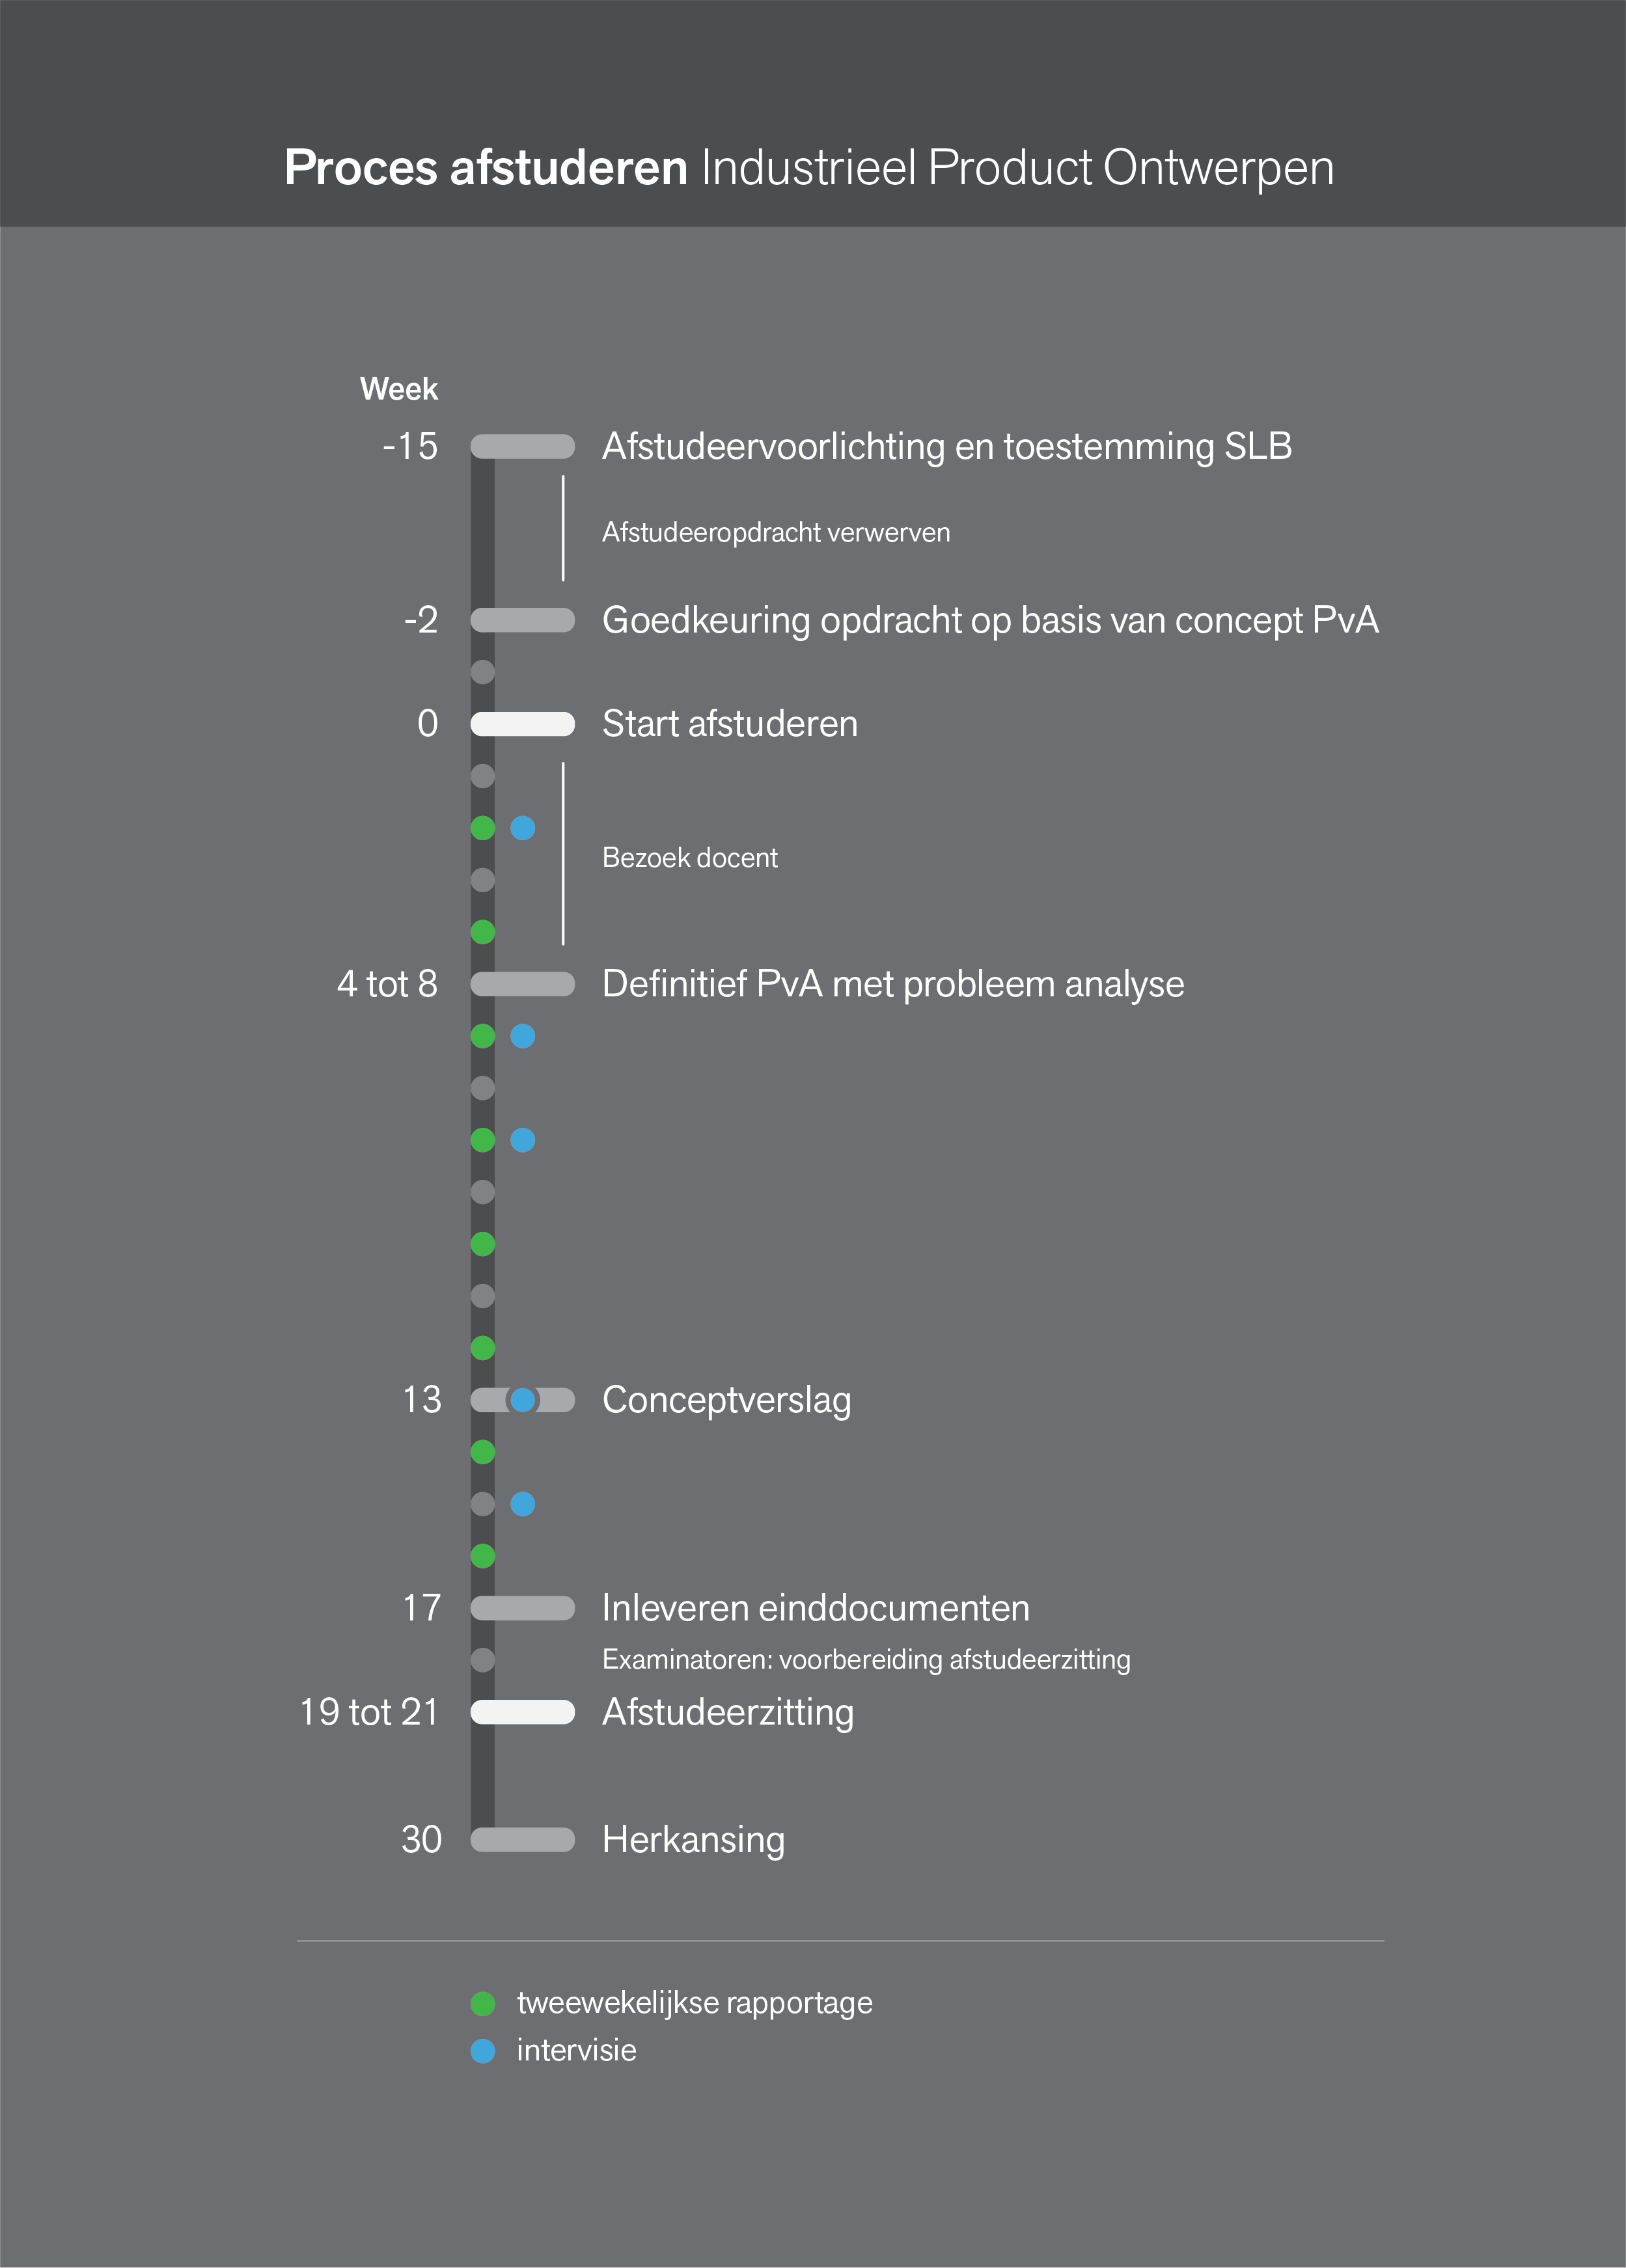 Proces afstuderen Industrieel Product Ontwerpen
Week
-15 Afstudeervoorlichting en toestemming SLB
Afstudeeropdracht verwerven
-2 Goedkeuring opdracht op basis van concept PvA
0 Start afstuderen
Bezoek docent
4 tot 8 Definitief PvA met probleem analyse
13 Conceptverslag
17 Inleveren einddocumenten
Examinatoren: voorbereiding afstudeerzitting
19 tot 21 Afstudeerzitting
30 Herkansing
tweewekelijkse rapportage
intervisie